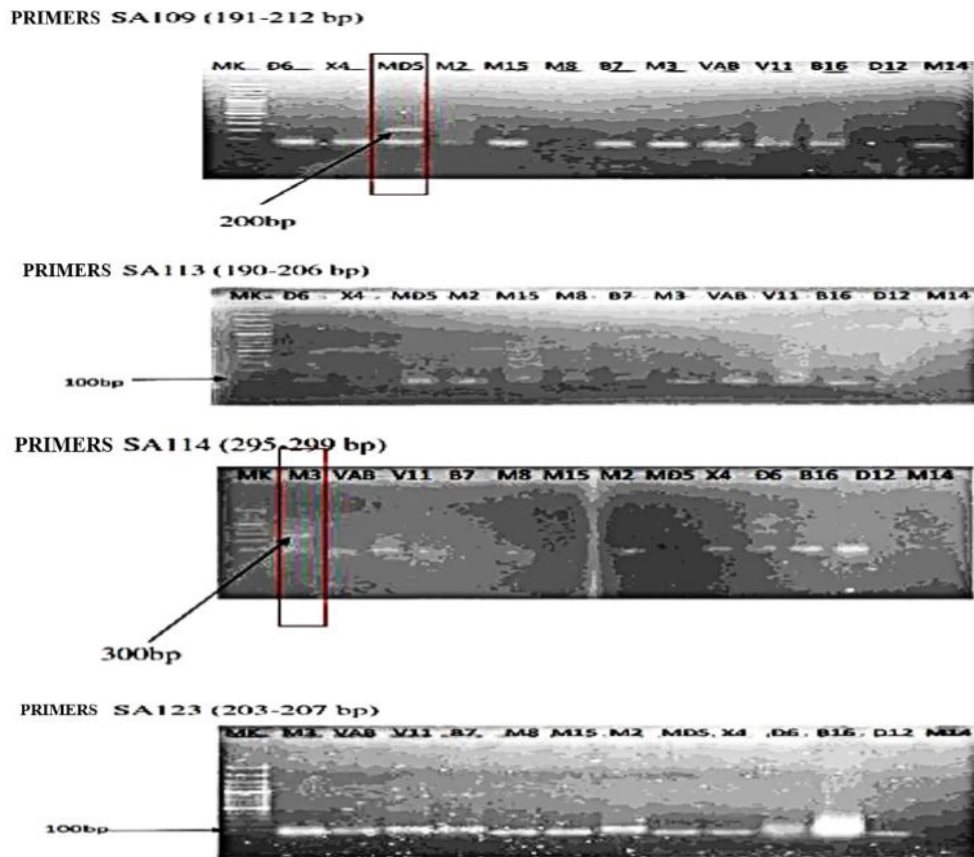 PRIMERS SA109 (191-212 bp)
MK D6 X4 MD5 M2 M15 M8 B7 M3 VAB V11 B16 D12 M14
200bp
PRIMERS SA113 (190-206 bp)
MK D6 X4 MD5 M2 M15 M8 B7 M3 VAB V11 B16 D12 M14
100bp
PRIMERS SA114 (295-299 bp)
MK M3 VAB V11 B7 M8 M15 M2 MD5 X4 D6 B16 D12 M14
300bp
PRIMERS SA123 (203-207 bp)
MK M3 VAB V11 B7 M8 M15 M2 MD5 X4 D6 B16 D12 M14
100bp